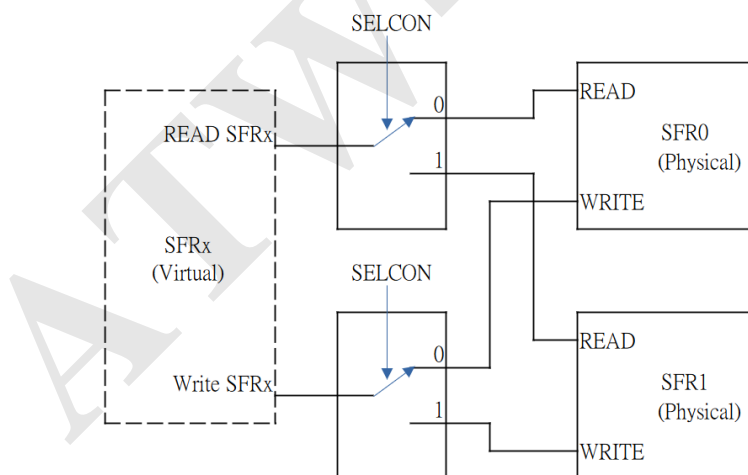 SELCON
0
READ SFRx
1
READ
SFR0
(Physical)
WRITE
SFRx
(Virtual)
SELCON
0
Write SFRx
1
READ
SFR1
(Physical)
WRITE